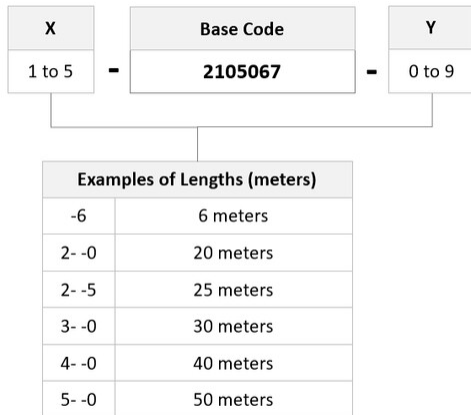 X Base Code Y
1 to 5 - 2105067 - 0 to 9
Examples of Lengths (meters)
-6 6 meters
2- -0 20 meters
2- -5 25 meters
3- -0 30 meters
4- -0 40 meters
5- -0 50 meters